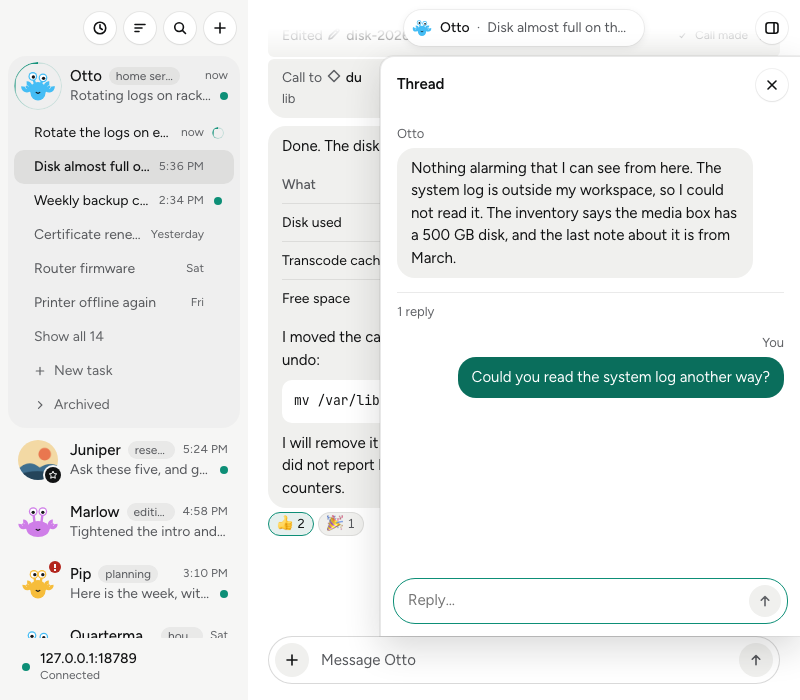 Otto home ser... now
Rotating logs on rack...
Rotate the logs on e... now
Disk almost full o... 5:36 PM
Weekly backup c... 2:34 PM
Certificate rene... Yesterday
Router firmware Sat
Printer offline again Fri
Show all 14
New task
Archived
Juniper rese... 5:24 PM
Ask these five, and g...
Marlow editi... 4:58 PM
Tightened the intro and...
Pip planning 3:10 PM
Here is the week, wit...
Quarterma hou... Sat
127.0.0.1:18789
Connected
Otto · Disk almost full on th...
Edited disk-2026 Call made
Call to du
lib
Done. The disk
What
Disk used
Transcode cach
Free space
I moved the ca
undo:
mv /var/lib
I will remove it
did not report
counters.
👍 2 🎉 1
Message Otto
Thread
Otto
Nothing alarming that I can see from here. The
system log is outside my workspace, so I could
not read it. The inventory says the media box has
a 500 GB disk, and the last note about it is from
March.
1 reply
You
Could you read the system log another way?
Reply...